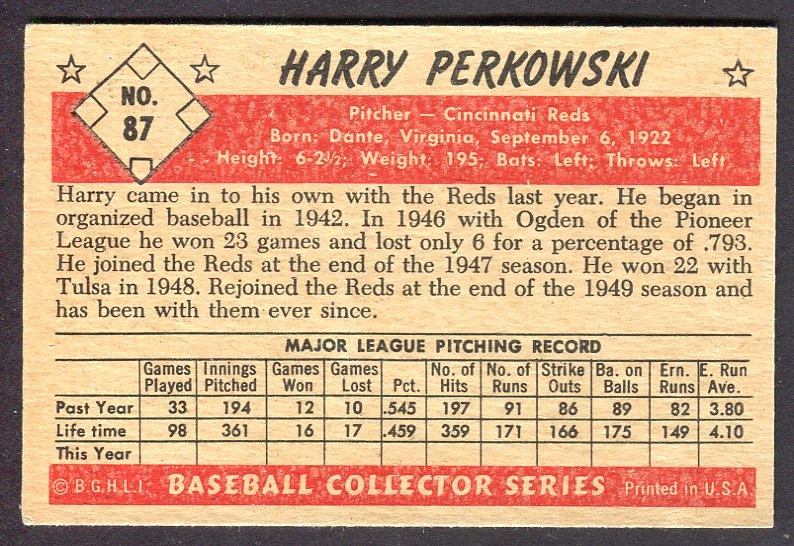 HARRY PERKOWSKI
NO.
87
Pitcher — Cincinnati Reds
Born: Dante, Virginia, September 6, 1922
Height: 6-2½; Weight: 195; Bats: Left; Throws: Left
Harry came in to his own with the Reds last year. He began in
organized baseball in 1942. In 1946 with Ogden of the Pioneer
League he won 23 games and lost only 6 for a percentage of .793.
He joined the Reds at the end of the 1947 season. He won 22 with
Tulsa in 1948. Rejoined the Reds at the end of the 1949 season and
has been with them ever since.
MAJOR LEAGUE PITCHING RECORD
Games Played Innings Pitched Games Won Games Lost Pct. No. of Hits No. of Runs Strike Outs Ba. on Balls Ern. Runs E. Run Ave.
Past Year 33 194 12 10 .545 197 91 86 89 82 3.80
Life time 98 361 16 17 .459 359 171 166 175 149 4.10
This Year
© B.G.H.L.I. BASEBALL COLLECTOR SERIES Printed in U.S.A